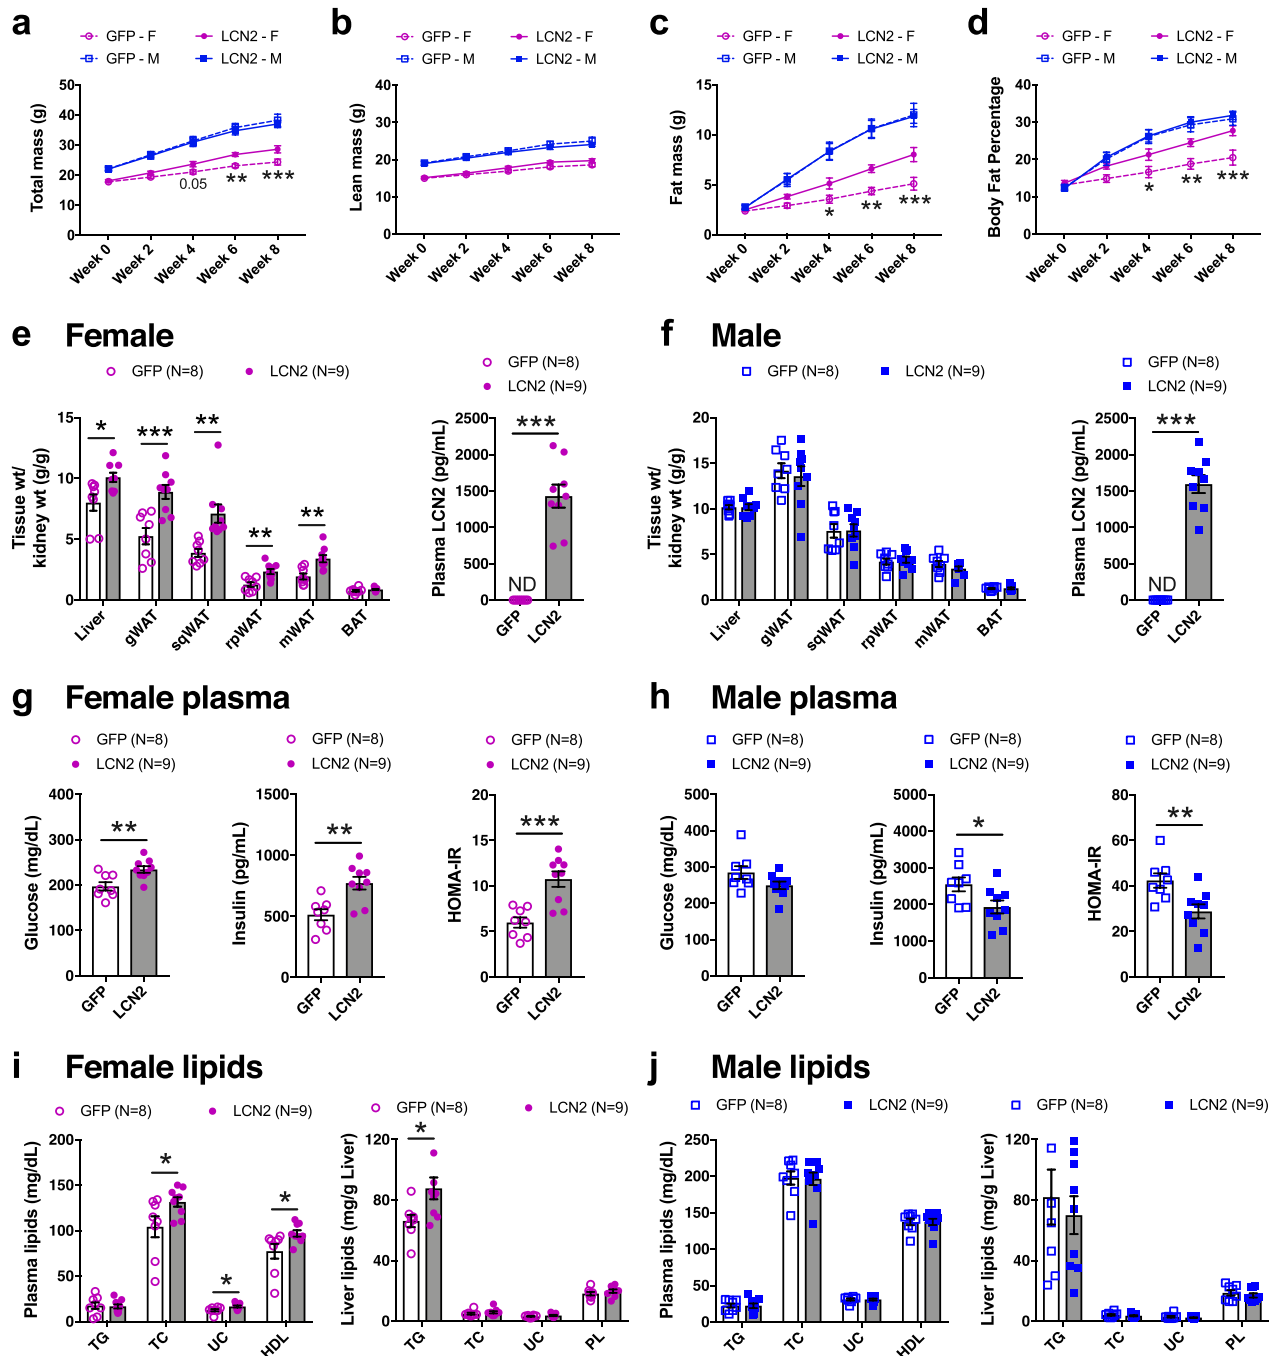 a
GFP - F
LCN2 - F
GFP - M
LCN2 - M
Total mass (g)
50
40
30
20
10
0
0.05
**
***
Week 0
Week 2
Week 4
Week 6
Week 8
b
GFP - F
LCN2 - F
GFP - M
LCN2 - M
Lean mass (g)
40
30
20
10
0
Week 0
Week 2
Week 4
Week 6
Week 8
c
GFP - F
LCN2 - F
GFP - M
LCN2 - M
Fat mass (g)
15
10
5
0
*
**
***
Week 0
Week 2
Week 4
Week 6
Week 8
d
GFP - F
LCN2 - F
GFP - M
LCN2 - M
Body Fat Percentage
40
30
20
10
0
*
**
***
Week 0
Week 2
Week 4
Week 6
Week 8
e Female
GFP (N=8)
LCN2 (N=9)
Tissue wt/
kidney wt (g/g)
15
10
5
0
*
***
**
**
**
Liver
gWAT
sqWAT
rpWAT
mWAT
BAT
GFP (N=8)
LCN2 (N=9)
Plasma LCN2 (pg/mL)
2500
2000
1500
1000
500
0
***
ND
GFP
LCN2
f Male
GFP (N=8)
LCN2 (N=9)
Tissue wt/
kidney wt (g/g)
20
15
10
5
0
Liver
gWAT
sqWAT
rpWAT
mWAT
BAT
GFP (N=8)
LCN2 (N=9)
Plasma LCN2 (pg/mL)
2500
2000
1500
1000
500
0
***
ND
GFP
LCN2
g Female plasma
GFP (N=8)
LCN2 (N=9)
Glucose (mg/dL)
400
300
200
100
0
**
GFP
LCN2
GFP (N=8)
LCN2 (N=9)
Insulin (pg/mL)
1500
1000
500
0
**
GFP
LCN2
GFP (N=8)
LCN2 (N=9)
HOMA-IR
20
15
10
5
0
***
GFP
LCN2
h Male plasma
GFP (N=8)
LCN2 (N=9)
Glucose (mg/dL)
500
400
300
200
100
0
GFP
LCN2
GFP (N=8)
LCN2 (N=9)
Insulin (pg/mL)
5000
4000
3000
2000
1000
0
*
GFP
LCN2
GFP (N=8)
LCN2 (N=9)
HOMA-IR
80
60
40
20
0
**
GFP
LCN2
i Female lipids
GFP (N=8)
LCN2 (N=9)
Plasma lipids (mg/dL)
200
150
100
50
0
*
*
*
TG
TC
UC
HDL
GFP (N=8)
LCN2 (N=9)
Liver lipids (mg/g Liver)
120
80
40
0
*
TG
TC
UC
PL
j Male lipids
GFP (N=8)
LCN2 (N=9)
Plasma lipids (mg/dL)
250
200
150
100
50
0
TG
TC
UC
HDL
GFP (N=8)
LCN2 (N=9)
Liver lipids (mg/g Liver)
120
80
40
0
TG
TC
UC
PL